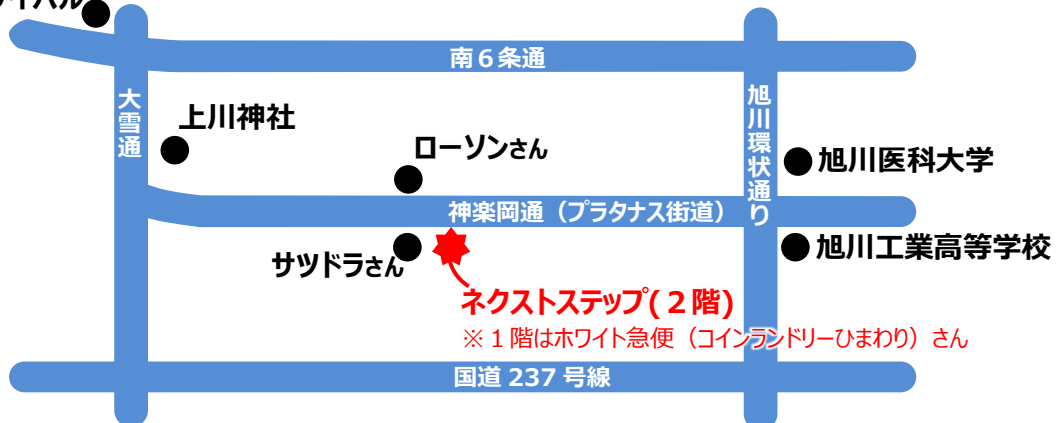 南6条通
大雪通
旭川環状通り
上川神社
ローソンさん
旭川医科大学
神楽岡通（プラタナス街道）
サツドラさん
旭川工業高等学校
ネクストステップ(２階)
※１階はホワイト急便（コインランドリーひまわり）さん
国道 237 号線